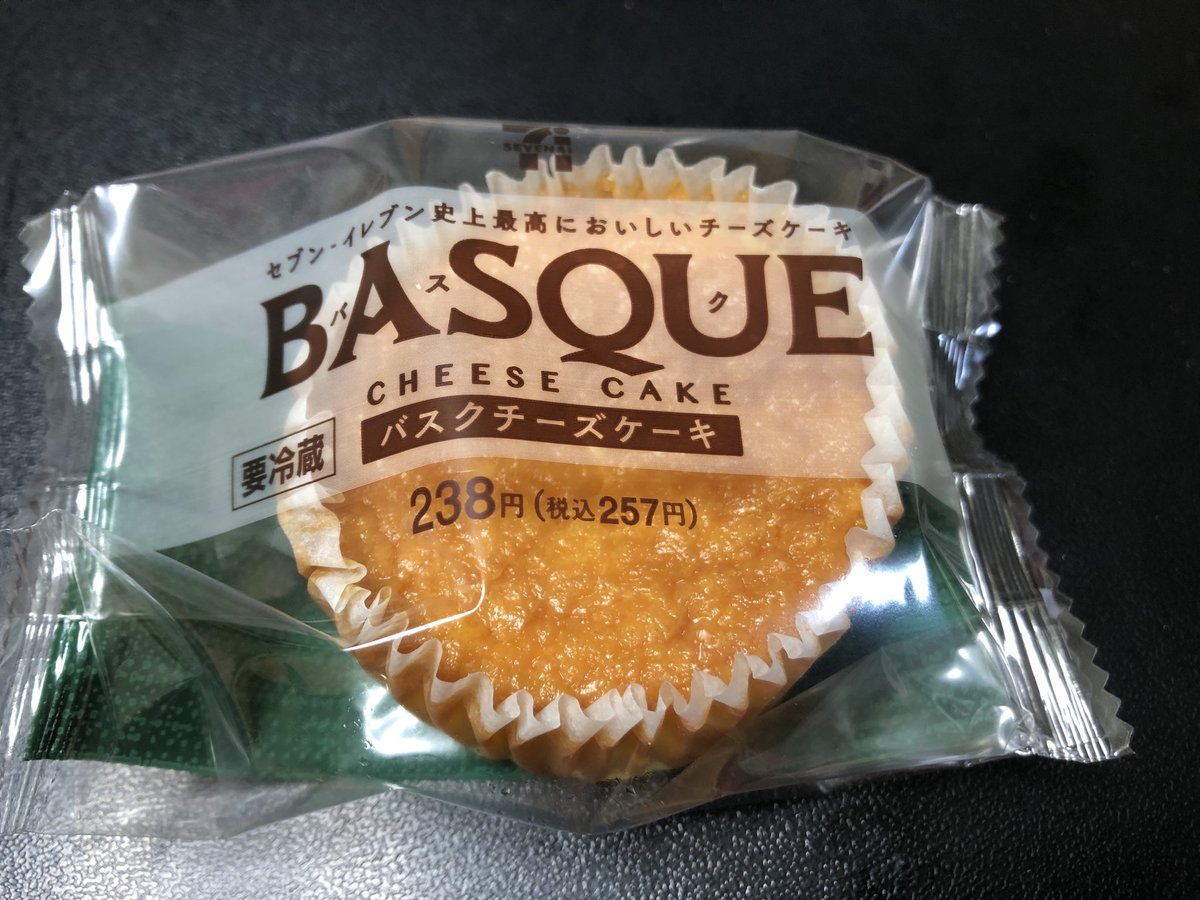 SEVEN&i
セブン-イレブン史上最高においしいチーズケーキ
BASQUE
バスク
CHEESE CAKE
バスクチーズケーキ
要冷蔵
238円(税込257円)